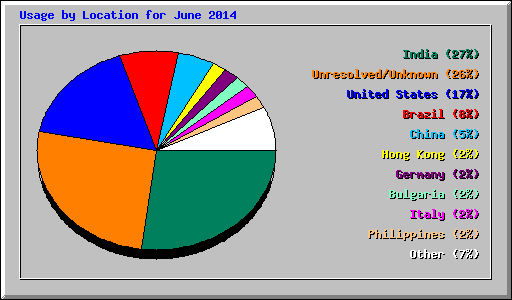 Usage by Location for June 2014
India (27%)
Unresolved/Unknown (26%)
United States (17%)
Brazil (8%)
China (5%)
Hong Kong (2%)
Germany (2%)
Bulgaria (2%)
Italy (2%)
Philippines (2%)
Other (7%)